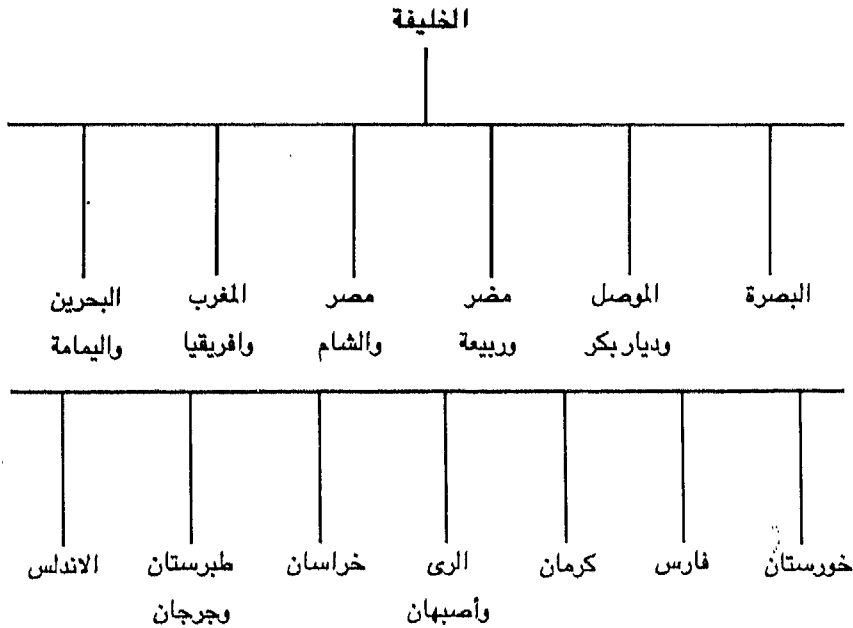 الخليفة
البصرة الموصل مضر مصر المغرب البحرين
وديار بكر وربيعة والشام وافريقيا واليمامة
خورستان فارس كرمان الرى خراسان طبرستان الاندلس
وأصبهان وجرجان